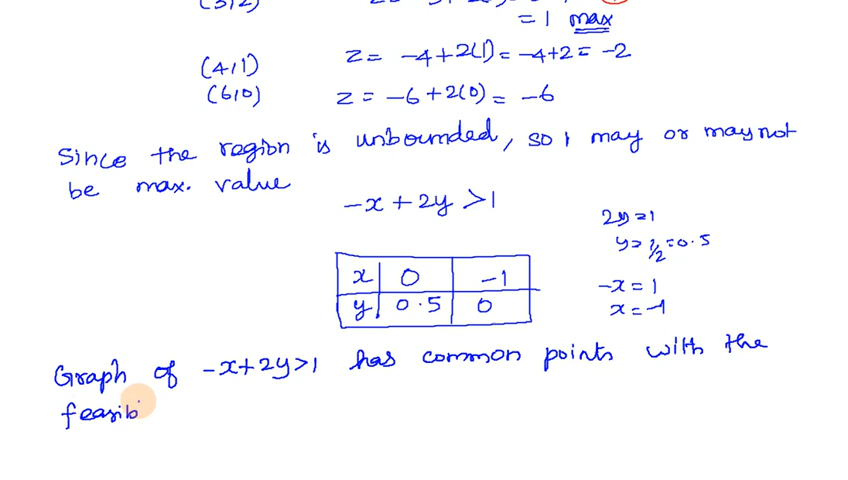 (3,2)
= 1 max
(4,1) Z = -4+2(1) = -4+2 = -2
(6,0) Z = -6+2(0) = -6
Since the region is unbounded, so 1 may or may not
be max. value
-x+2y>1
2y=1
y=1/2=0.5
x 0 -1
y 0.5 0
-x=1
x=-1
Graph of -x+2y>1 has common points with the
feasib